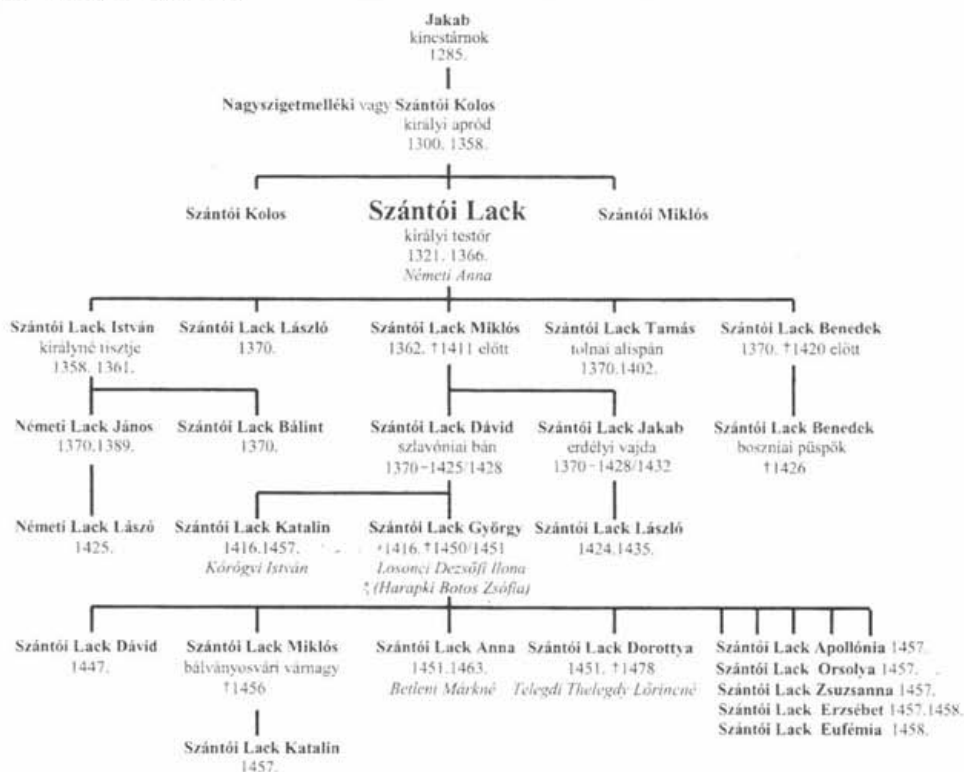 Jakab
kincstárnok
1285.
Nagyszigetmelléki vagy Szántói Kolos
királyi apród
1300. 1358.
Szántói Kolos
Szántói Lack
királyi testőr
1321. 1366.
Németi Anna
Szántói Miklós
Szántói Lack István
királyné tisztje
1358. 1361.
Szántói Lack László
1370.
Szántói Lack Miklós
1362. †1411 előtt
Szántói Lack Tamás
tolnai alispán
1370.1402.
Szántói Lack Benedek
1370. †1420 előtt
Németi Lack János
1370.1389.
Szántói Lack Bálint
1370.
Szántói Lack Dávid
szlavóniai bán
1370-1425/1428
Szántói Lack Jakab
erdélyi vajda
1370-1428/1432
Szántói Lack Benedek
boszniai püspök
†1426
Németi Lack Lászó
1425.
Szántói Lack Katalin
1416.1457.
Kórógyi István
Szántói Lack György
*1416. †1450/1451
Losonci Dezsőfi Ilona
(Harapki Botos Zsófia)
Szántói Lack László
1424.1435.
Szántói Lack Dávid
1447.
Szántói Lack Miklós
bálványosvári várnagy
†1456
Szántói Lack Anna
1451.1463.
Betleni Márkné
Szántói Lack Dorottya
1451. †1478
Telegdi Thelegdy Lőrincné
Szántói Lack Apollónia 1457.
Szántói Lack Orsolya 1457.
Szántói Lack Zsuzsanna 1457.
Szántói Lack Erzsébet 1457.1458.
Szántói Lack Eufémia 1458.
Szántói Lack Katalin
1457.